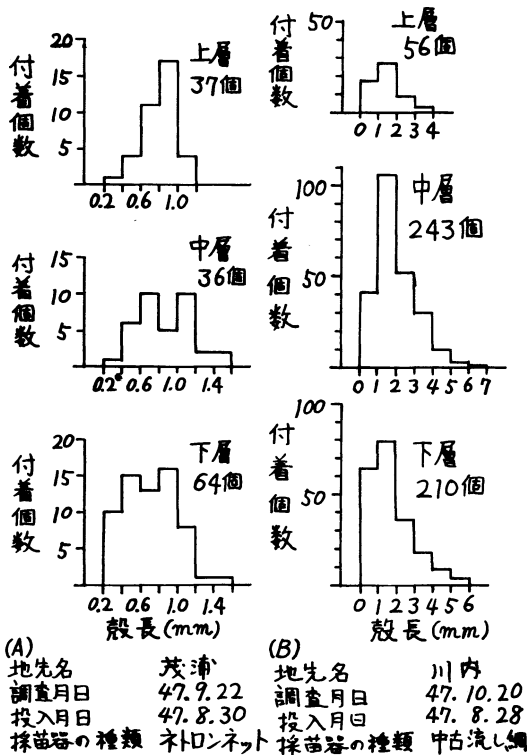 付着個数
20
15
10
5
上層
37個
0.2 0.6 1.0
付着個数
15
10
5
中層
36個
0.2 0.6 1.0 1.4
付着個数
20
15
10
5
下層
64個
0.2 0.6 1.0 1.4
殻長(mm)
(A)
地先名 茂浦
調査月日 47.9.22
投入月日 47.8.30
採苗器の種類 ネトロンネット
付着個数
50
上層
56個
0 1 2 3 4
付着個数
100
50
中層
243個
0 1 2 3 4 5 6 7
付着個数
100
50
下層
210個
0 1 2 3 4 5 6
殻長(mm)
(B)
地先名 川内
調査月日 47.10.20
投入月日 47.8.28
採苗器の種類 中古流し網